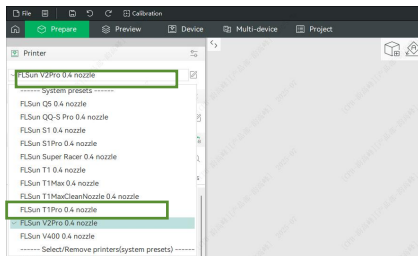 File
Calibration
Prepare
Preview
Device
Multi-device
Project
Printer
FLSun V2Pro 0.4 nozzle
------ System presets ------
FLSun Q5 0.4 nozzle
FLSun QQ-S Pro 0.4 nozzle
FLSun S1 0.4 nozzle
FLSun S1Pro 0.4 nozzle
FLSun Super Racer 0.4 nozzle
FLSun T1 0.4 nozzle
FLSun T1Max 0.4 nozzle
FLSun T1MaxCleanNozzle 0.4 nozzle
FLSun T1Pro 0.4 nozzle
FLSun V2Pro 0.4 nozzle
FLSun V400 0.4 nozzle
------ Select/Remove printers(system presets) ------